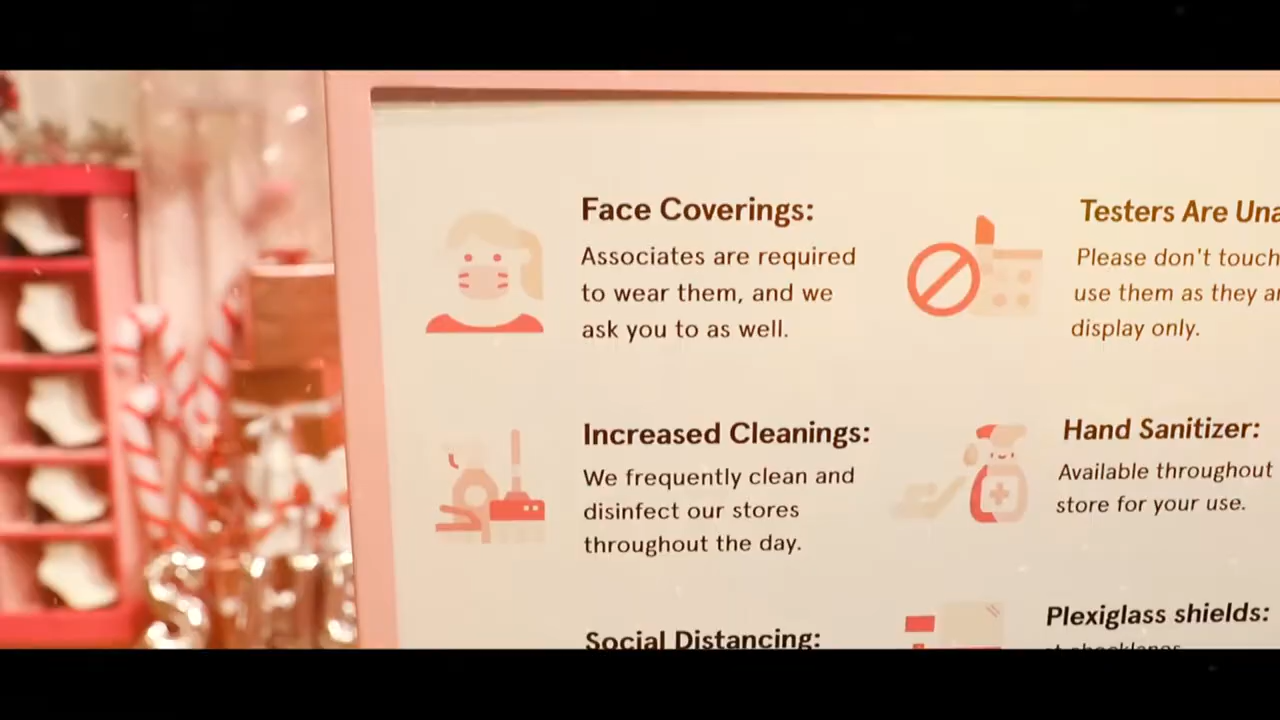 Face Coverings:
Associates are required
to wear them, and we
ask you to as well.
Testers Are
Please don't touch
use them as they
display only.
Increased Cleanings:
We frequently clean and
disinfect our stores
throughout the day.
Hand Sanitizer:
Available throughout
store for your use.
Social Distancing:
Plexiglass shields: